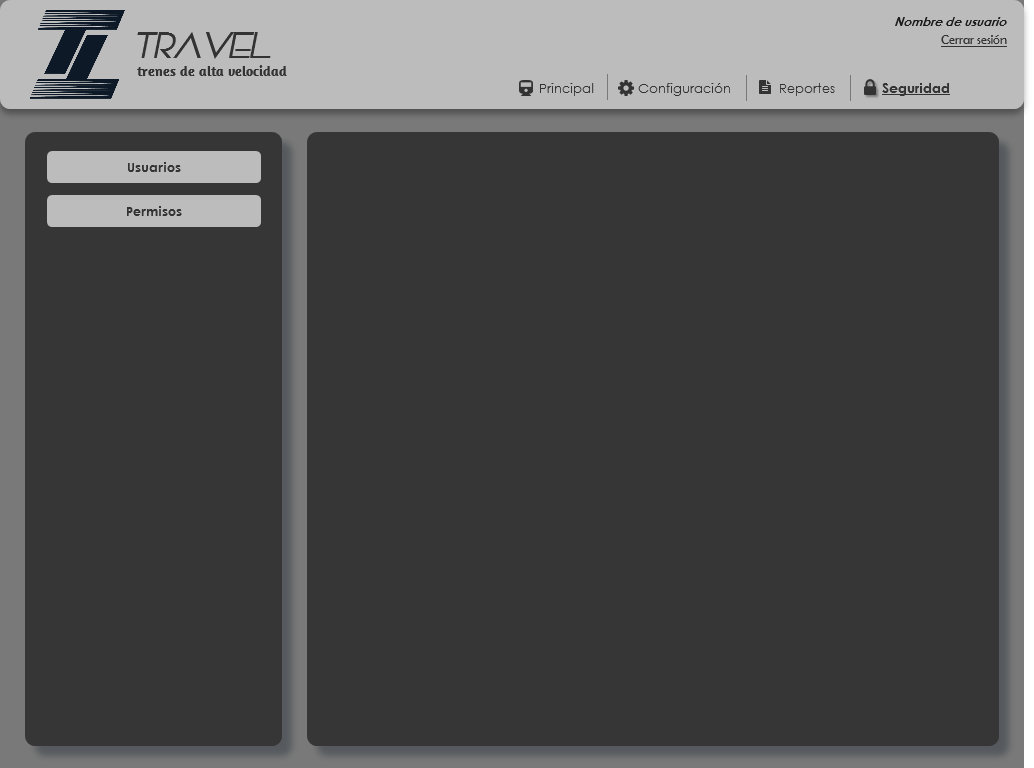 TRAVEL
trenes de alta velocidad
Nombre de usuario
Cerrar sesión
Principal
Configuración
Reportes
Seguridad
Usuarios
Permisos